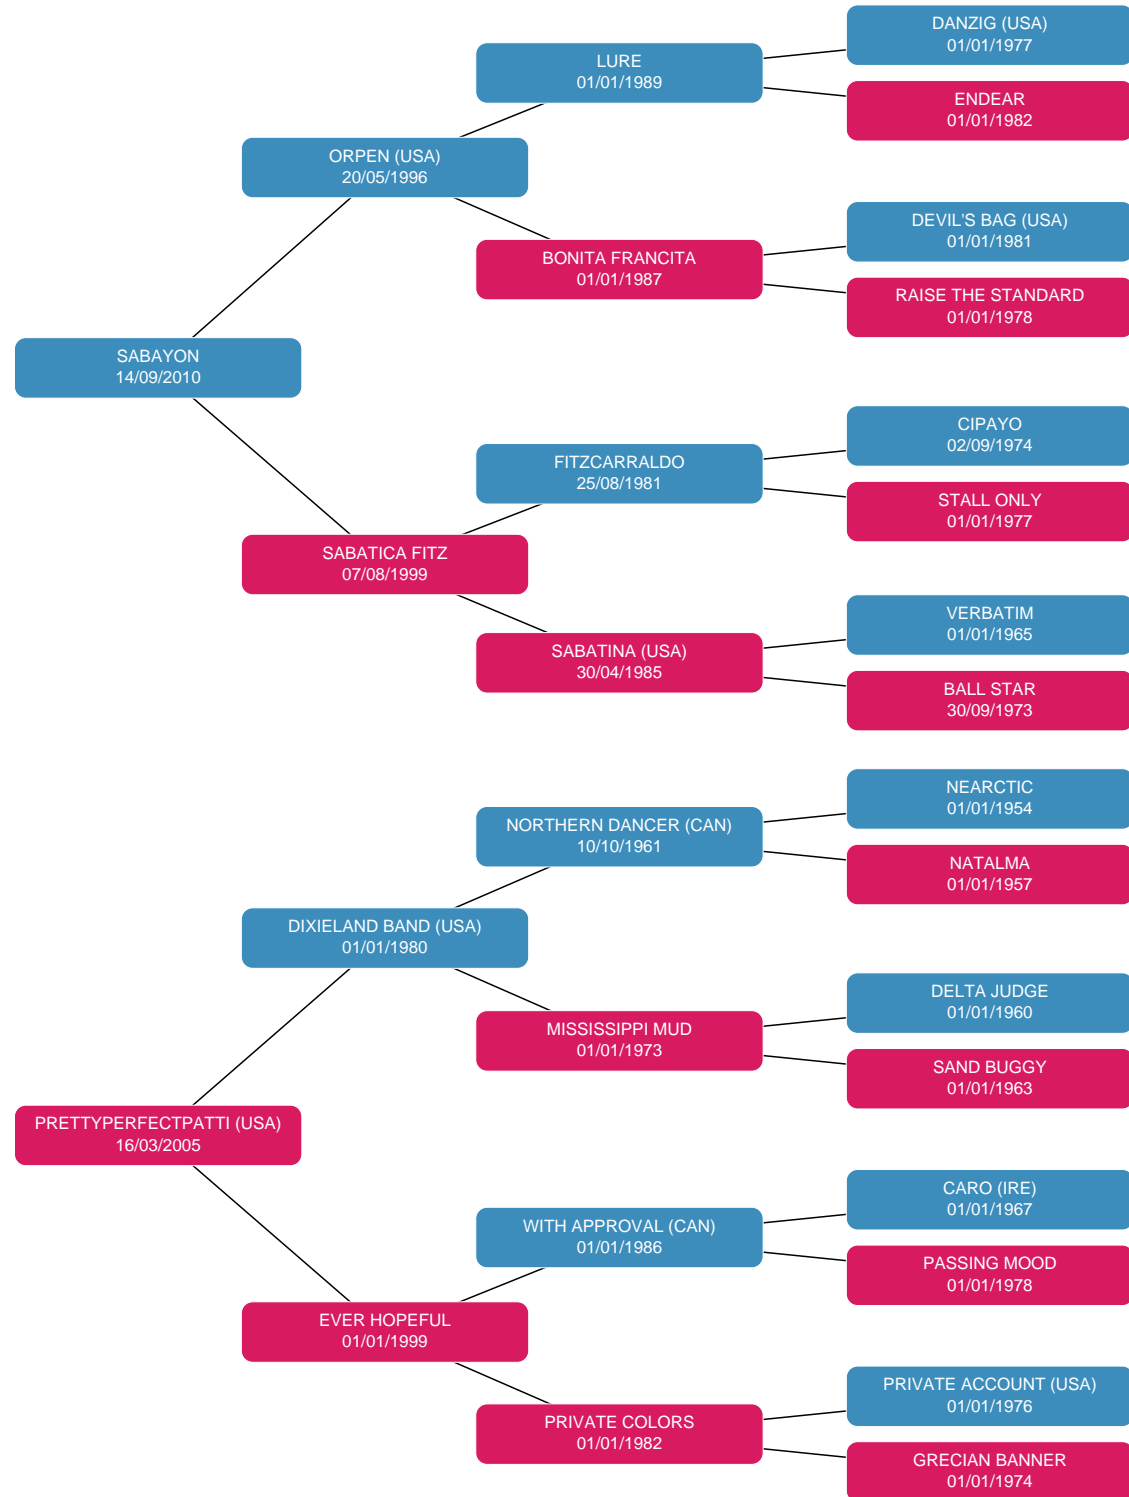 DANZIG (USA)
01/01/1977
LURE
01/01/1989
ENDEAR
01/01/1982
ORPEN (USA)
20/05/1996
DEVIL'S BAG (USA)
01/01/1981
BONITA FRANCITA
01/01/1987
RAISE THE STANDARD
01/01/1978
SABAYON
14/09/2010
CIPAYO
02/09/1974
FITZCARRALDO
25/08/1981
STALL ONLY
01/01/1977
SABATICA FITZ
07/08/1999
VERBATIM
01/01/1965
SABATINA (USA)
30/04/1985
BALL STAR
30/09/1973
NEARCTIC
01/01/1954
NORTHERN DANCER (CAN)
10/10/1961
NATALMA
01/01/1957
DIXIELAND BAND (USA)
01/01/1980
DELTA JUDGE
01/01/1960
MISSISSIPPI MUD
01/01/1973
SAND BUGGY
01/01/1963
PRETTYPERFECTPATTI (USA)
16/03/2005
CARO (IRE)
01/01/1967
WITH APPROVAL (CAN)
01/01/1986
PASSING MOOD
01/01/1978
EVER HOPEFUL
01/01/1999
PRIVATE ACCOUNT (USA)
01/01/1976
PRIVATE COLORS
01/01/1982
GRECIAN BANNER
01/01/1974